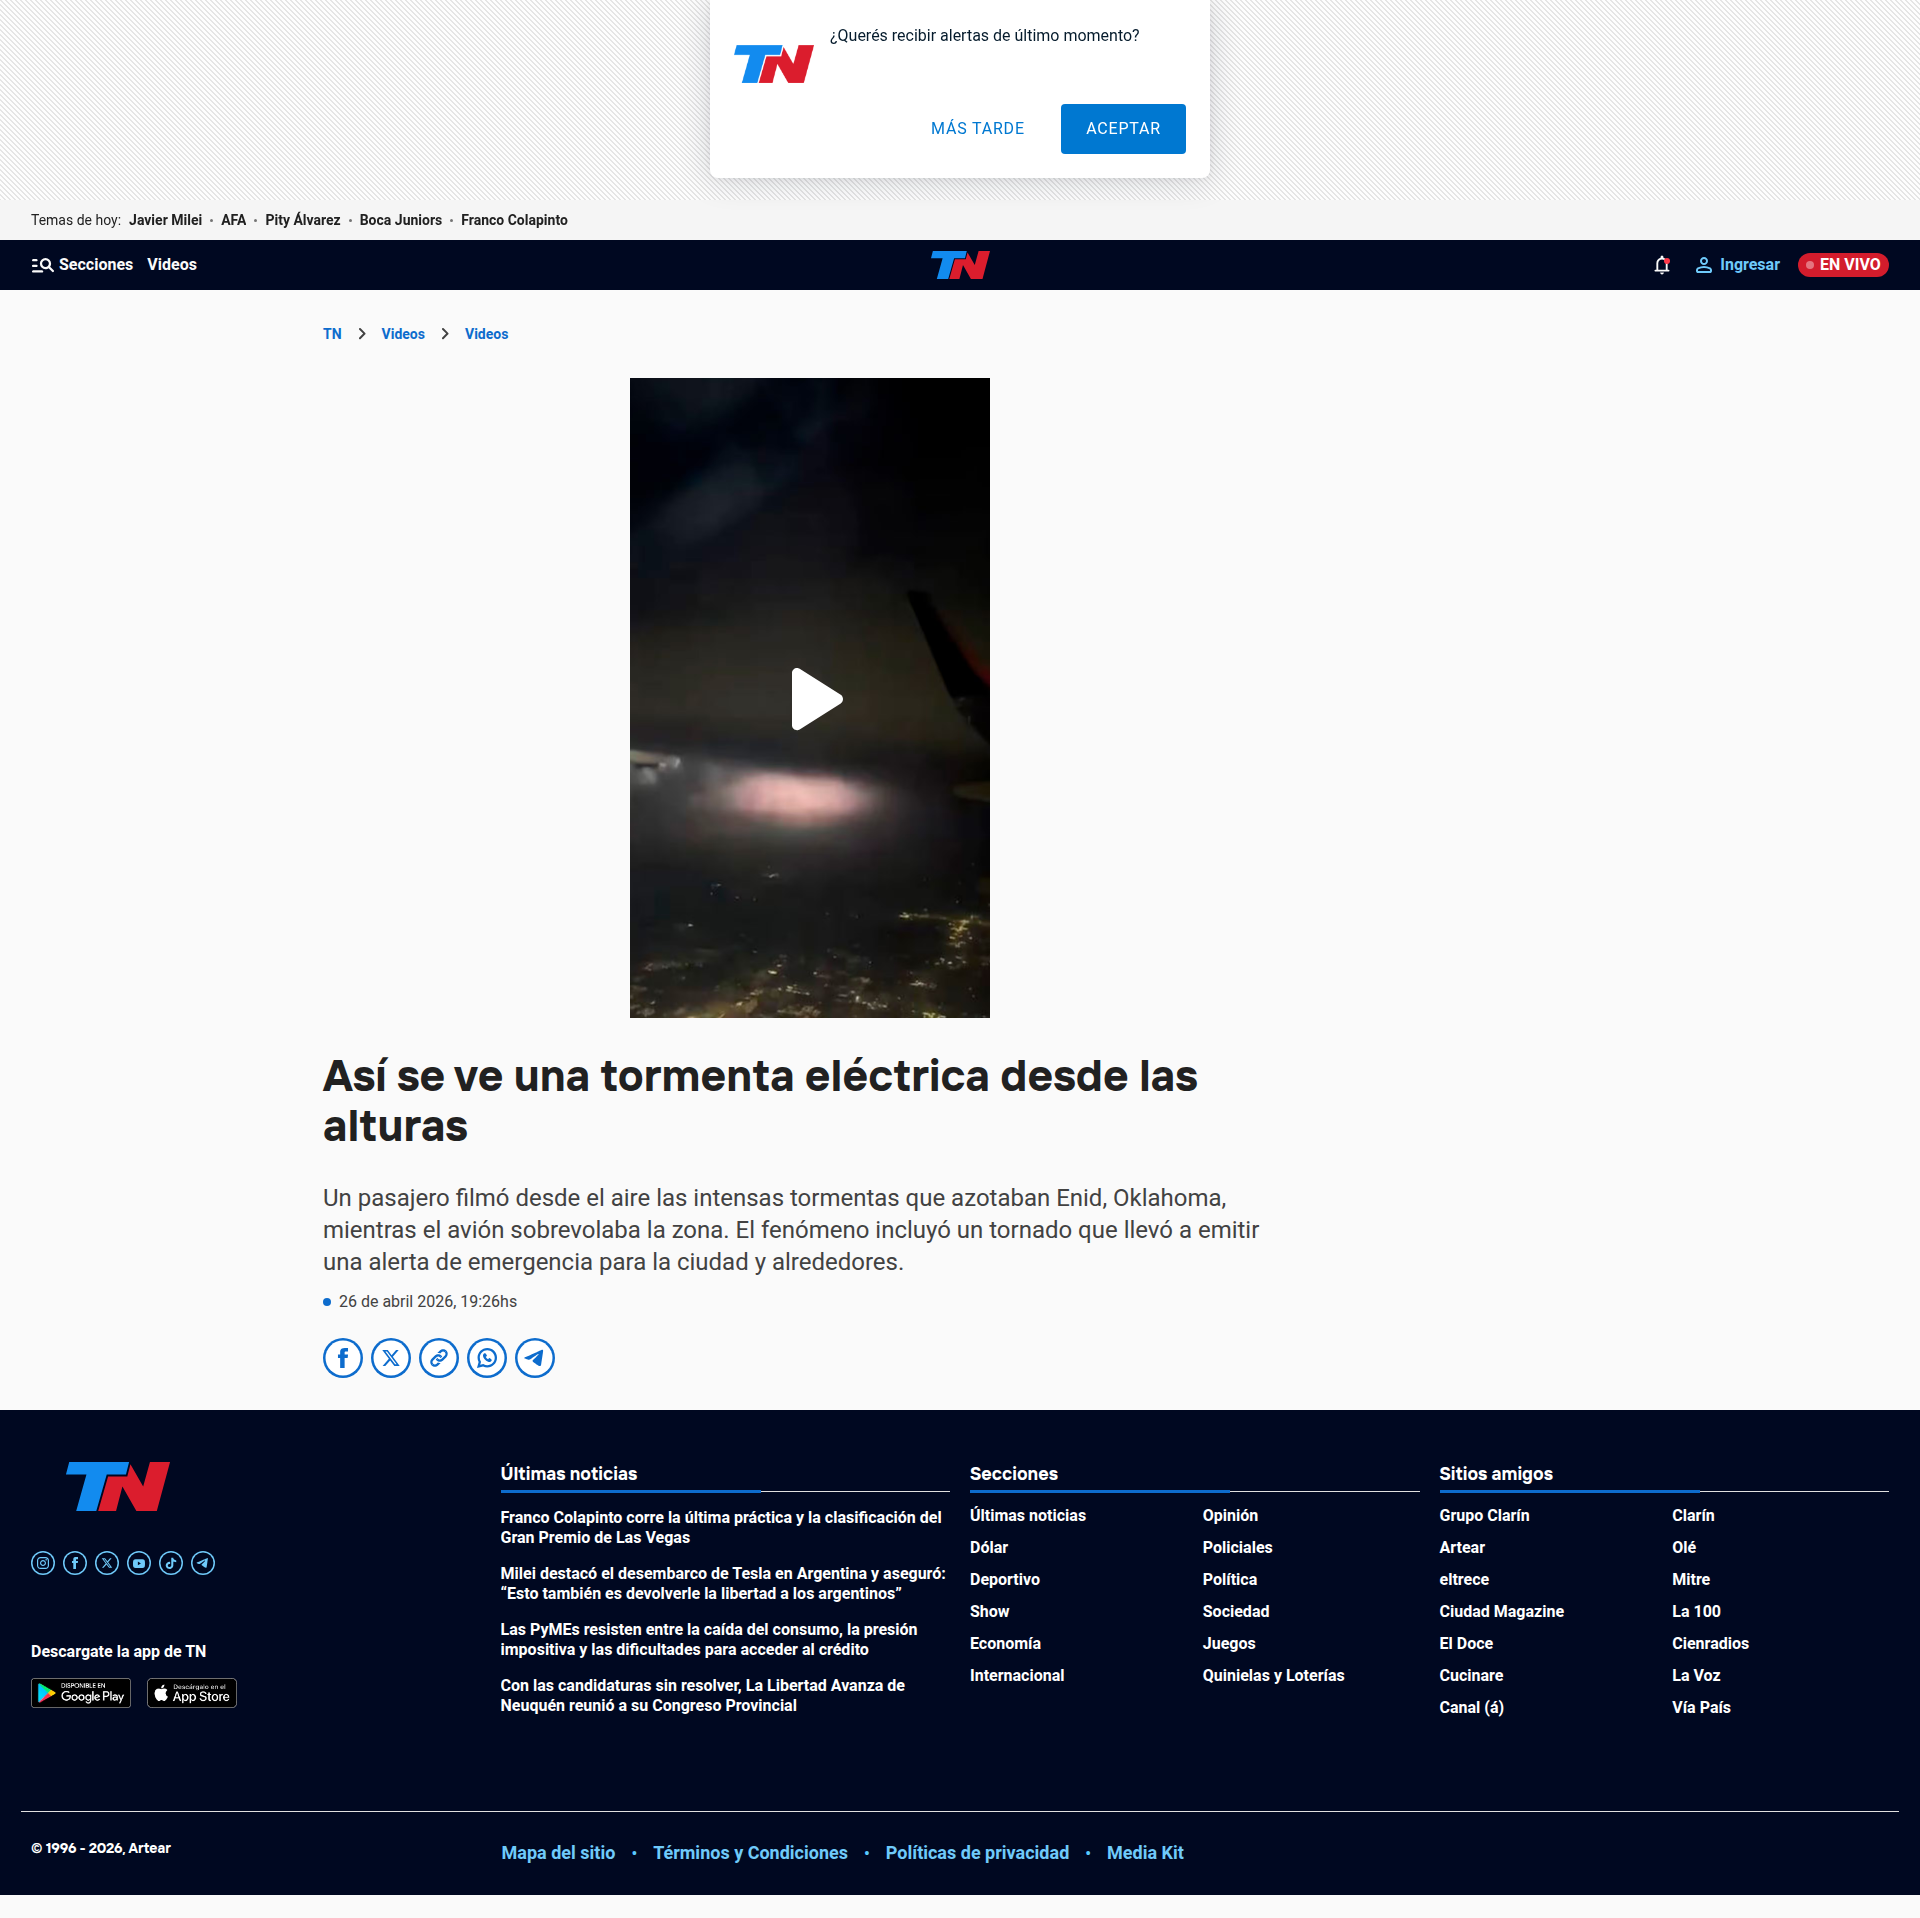 ¿Querés recibir alertas de último momento?
TN
MÁS TARDE
ACEPTAR
Temas de hoy: Javier Milei • AFA • Pity Álvarez • Boca Juniors • Franco Colapinto
Secciones Videos
TN
Ingresar
EN VIVO
TN > Videos > Videos
Así se ve una tormenta eléctrica desde las
alturas
Un pasajero filmó desde el aire las intensas tormentas que azotaban Enid, Oklahoma,
mientras el avión sobrevolaba la zona. El fenómeno incluyó un tornado que llevó a emitir
una alerta de emergencia para la ciudad y alrededores.
26 de abril 2026, 19:26hs
TN
Descargate la app de TN
DISPONIBLE EN
Google Play
Descárgalo en el
App Store
Últimas noticias
Franco Colapinto corre la última práctica y la clasificación del
Gran Premio de Las Vegas
Milei destacó el desembarco de Tesla en Argentina y aseguró:
“Esto también es devolverle la libertad a los argentinos”
Las PyMEs resisten entre la caída del consumo, la presión
impositiva y las dificultades para acceder al crédito
Con las candidaturas sin resolver, La Libertad Avanza de
Neuquén reunió a su Congreso Provincial
Secciones
Últimas noticias
Dólar
Deportivo
Show
Economía
Internacional
Opinión
Policiales
Política
Sociedad
Juegos
Quinielas y Loterías
Sitios amigos
Grupo Clarín
Artear
eltrece
Ciudad Magazine
El Doce
Cucinare
Canal (á)
Clarín
Olé
Mitre
La 100
Cienradios
La Voz
Vía País
© 1996 - 2026, Artear
Mapa del sitio • Términos y Condiciones • Políticas de privacidad • Media Kit